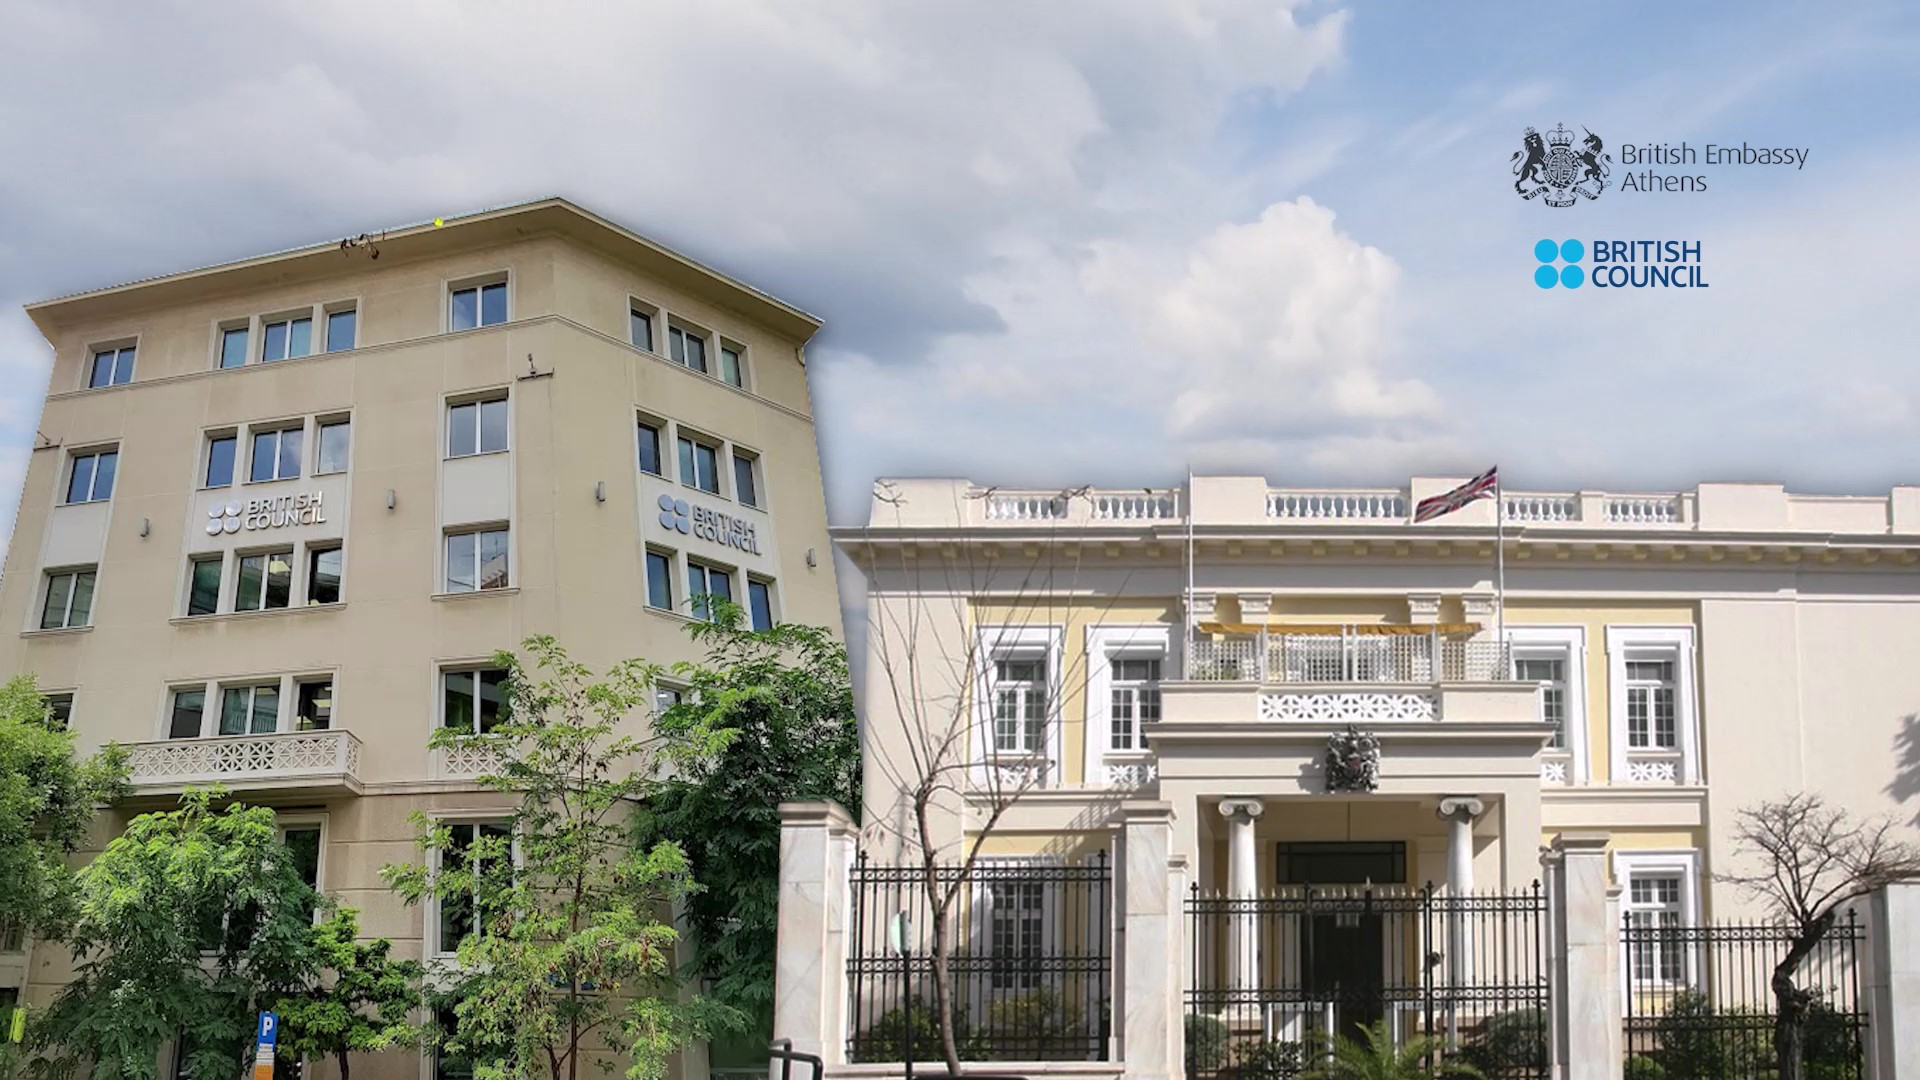 British Embassy
Athens
BRITISH
COUNCIL
BRITISH
COUNCIL
BRITISH
COUNCIL
P